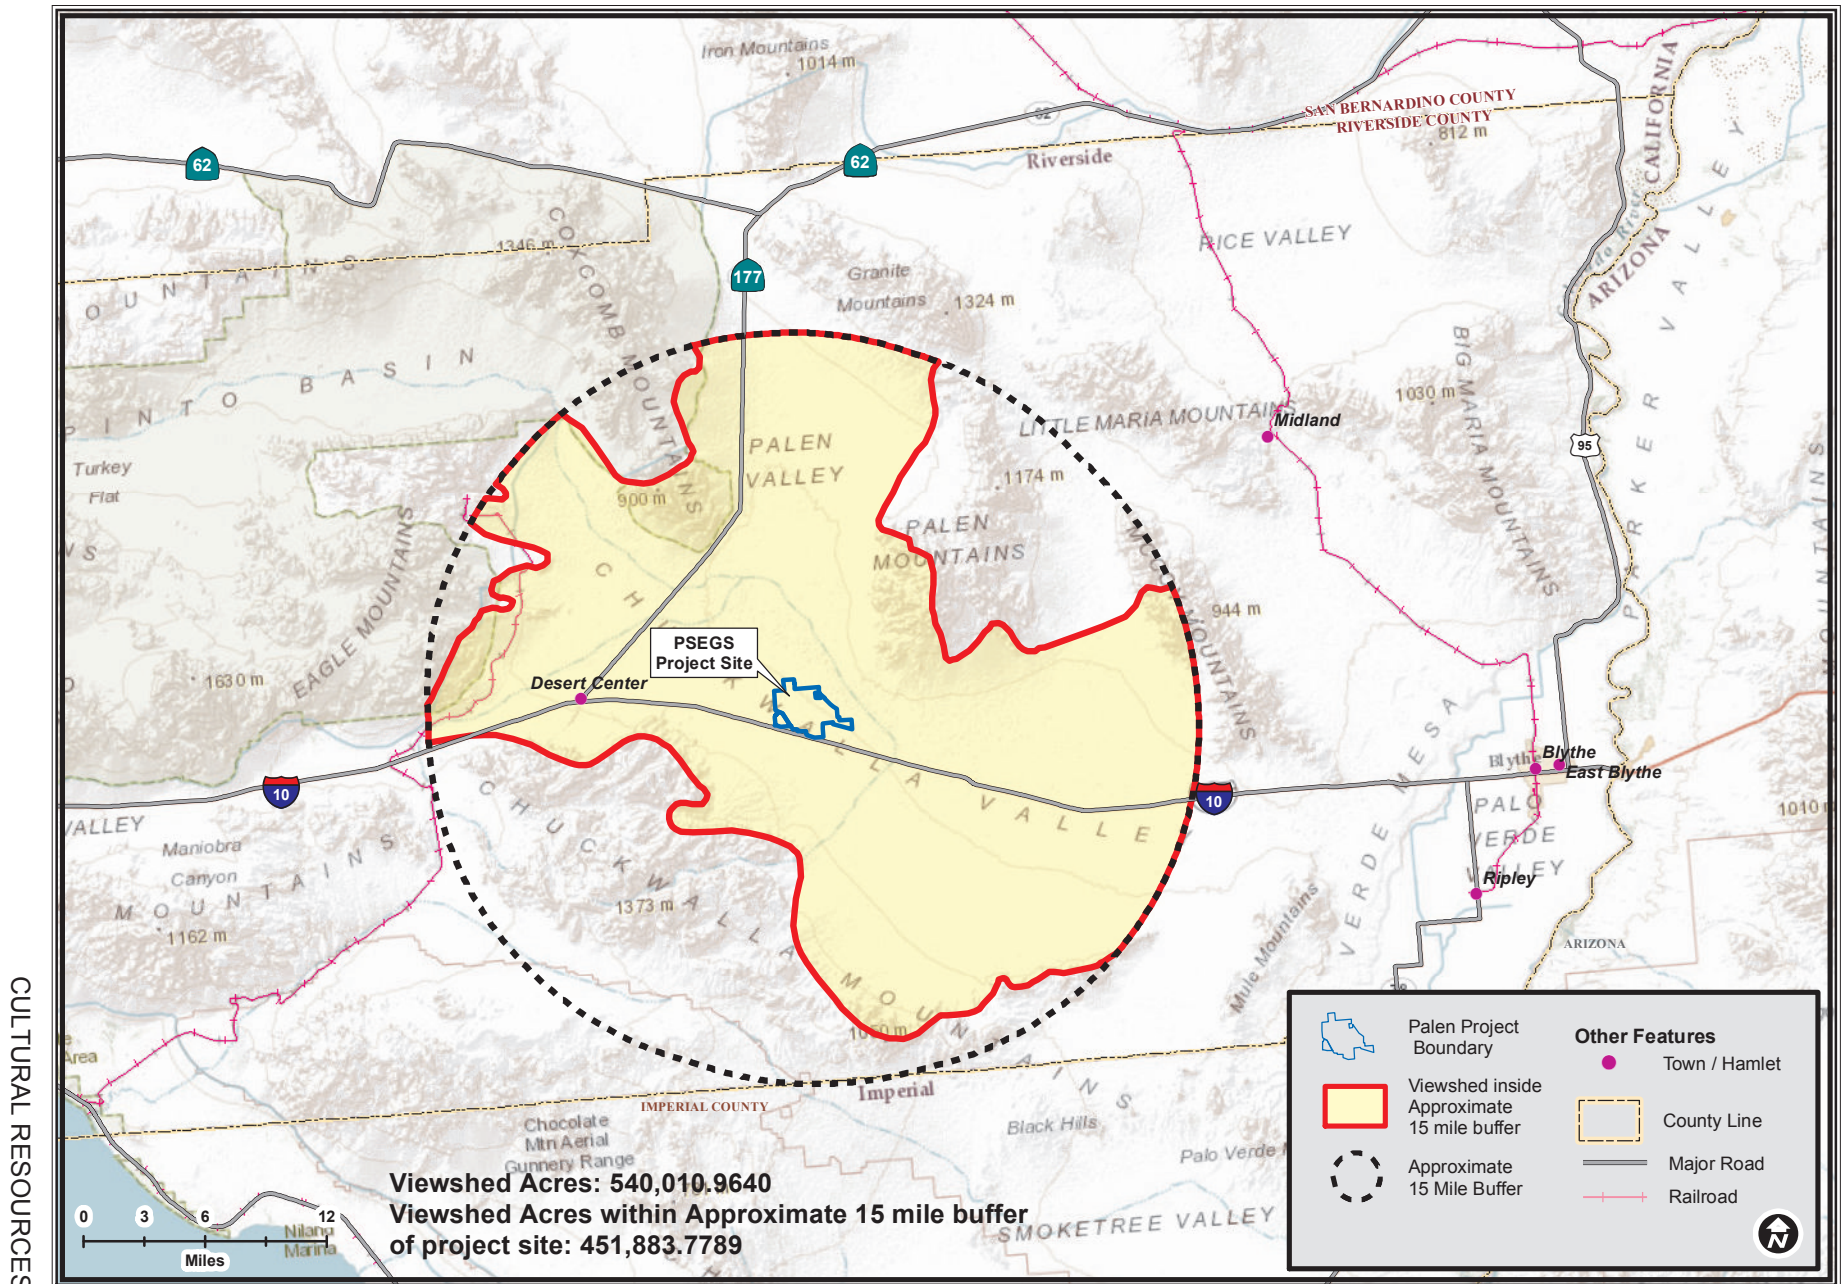 Iron Mountains
1014 m
62
SAN BERNARDINO COUNTY
RIVERSIDE COUNTY
812 m
CALIFORNIA
62
62
Riverside
COXCOMB MOUNTAINS
1346 m
RICE VALLEY
ARIZONA
PARKER VALLEY
MOUNTAINS
177
Granite
Mountains
1324 m
PINTO BASIN
BIG MARIA MOUNTAINS
1030 m
LITTLE MARIA MOUNTAINS
Midland
95
PALEN
VALLEY
Turkey
Flat
900 m
1174 m
PALEN
MOUNTAINS
MOUNTAINS
EAGLE MOUNTAINS
944 m
MOUNTAINS
CHUCKWALLA VALLEY
PSEGS
Project Site
Desert Center
1630 m
VERDE MESA
Blythe
Blythe
East Blythe
10
10
1010 m
PALO
VERDE
VALLEY
VALLEY
Maniobra
Canyon
MOUNTAINS
1162 m
CHUCKWALLA MOUNTAINS
1373 m
Ripley
ARIZONA
Mule Mountains
1050 m
Area
Imperial
IMPERIAL COUNTY
Chocolate
Mtn Aerial
Gunnery Range
Black Hills
Palo Verde
SMOKETREE VALLEY
Viewshed Acres: 540,010.9640
Viewshed Acres within Approximate 15 mile buffer
of project site: 451,883.7789
0 3 6 12
Miles
Niland
Marina
Palen Project
Boundary
Viewshed inside
Approximate
15 mile buffer
Approximate
15 Mile Buffer
Other Features
Town / Hamlet
County Line
Major Road
Railroad
N
CULTURAL RESOURCES